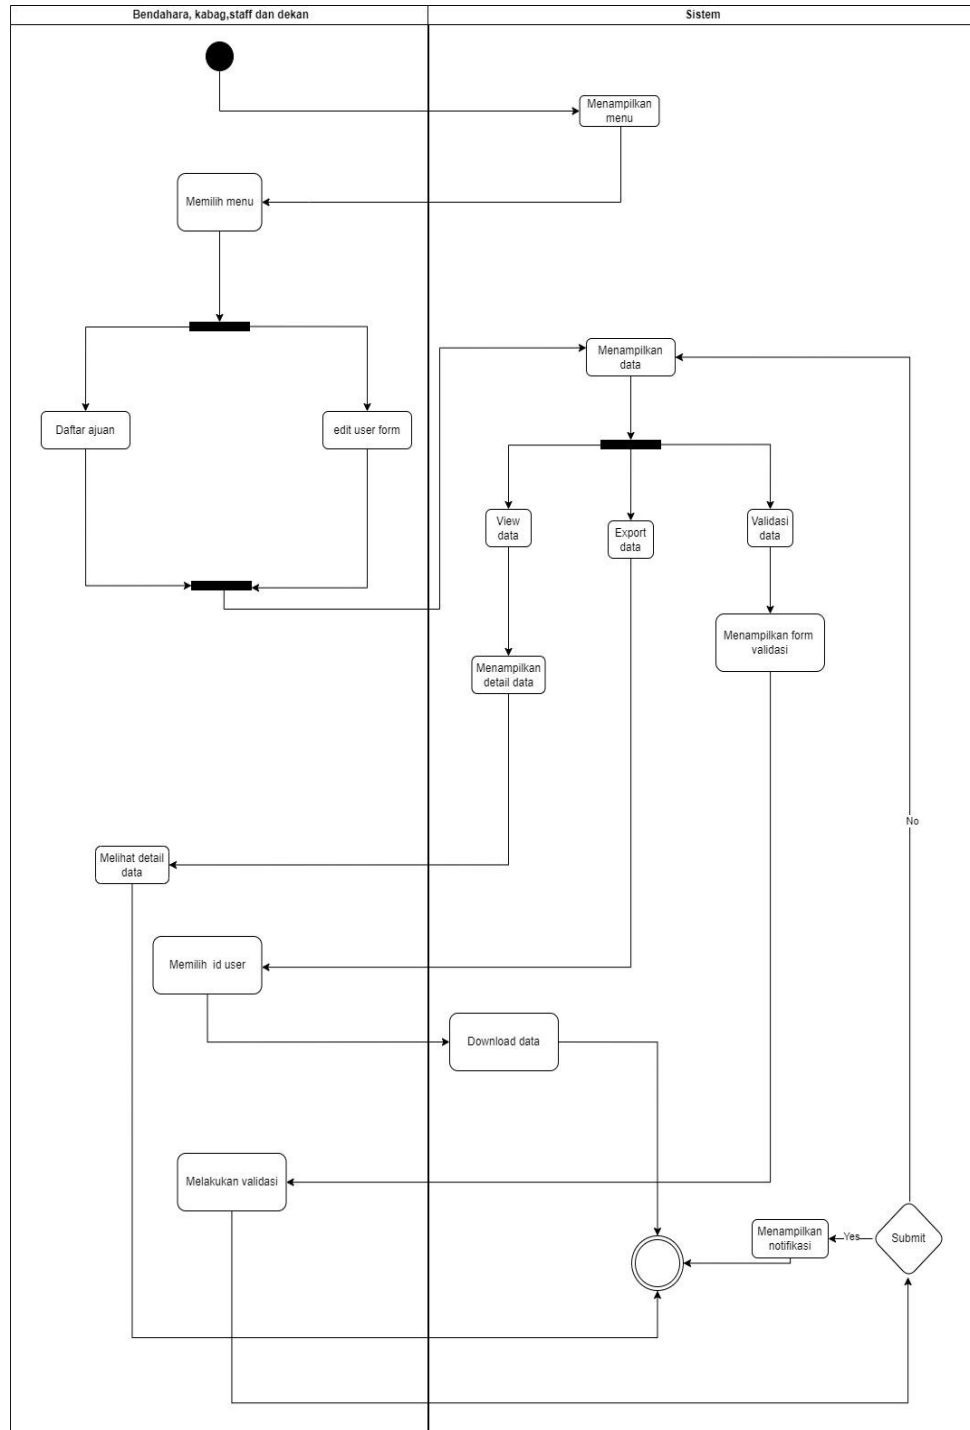 Bendahara, kabag,staff dan dekan
Sistem
Menampilkan
menu
Memilih menu
Menampilkan
data
Daftar ajuan
edit user form
View
data
Export
data
Validasi
data
Menampilkan form
validasi
Menampilkan
detail data
No
Melihat detail
data
Memilih  id user
Download data
Melakukan validasi
Menampilkan
notifikasi
Yes
Submit